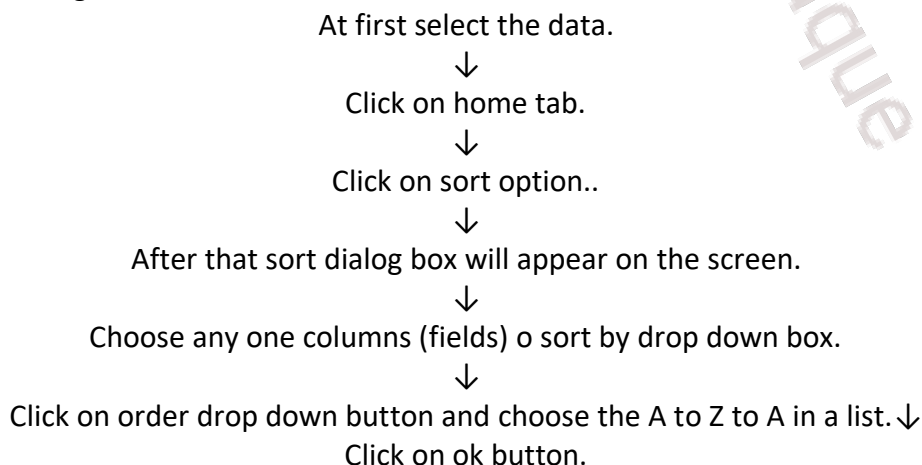 At first select the data.
↓
Click on home tab.
↓
Click on sort option..
↓
After that sort dialog box will appear on the screen.
↓
Choose any one columns (fields) o sort by drop down box.
↓
Click on order drop down button and choose the A to Z to A in a list.↓
Click on ok button.
que